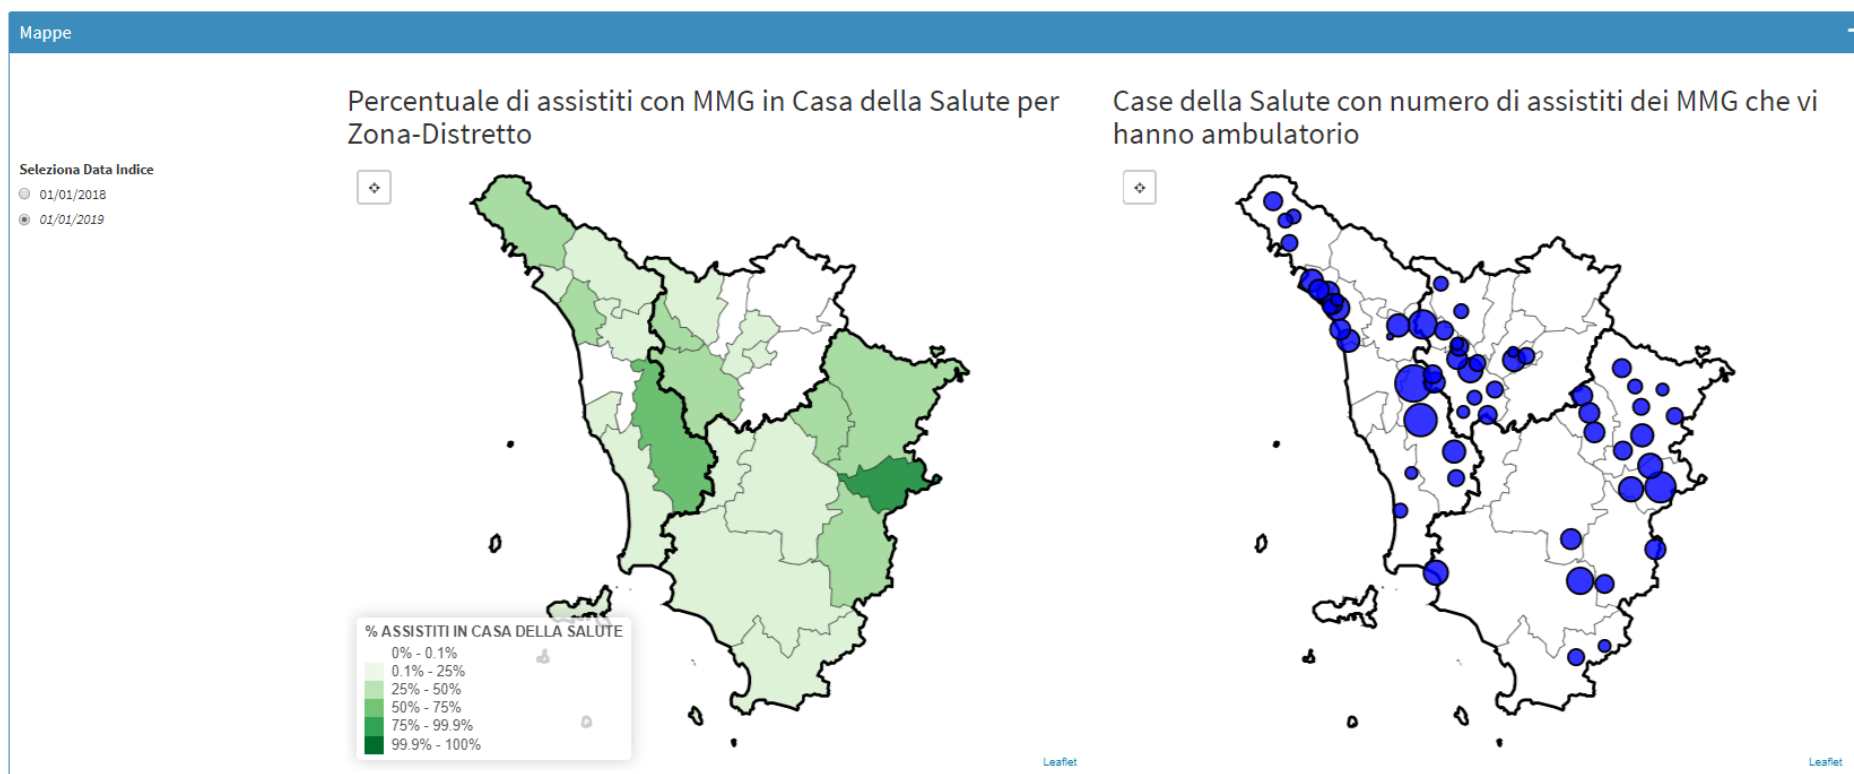 Mappe
Seleziona Data Indice
01/01/2018
01/01/2019
Percentuale di assistiti con MMG in Casa della Salute per
Zona-Distretto
% ASSISTITI IN CASA DELLA SALUTE
0% - 0.1%
0.1% - 25%
25% - 50%
50% - 75%
75% - 99.9%
99.9% - 100%
Leaflet
Case della Salute con numero di assistiti dei MMG che vi
hanno ambulatorio
Leaflet